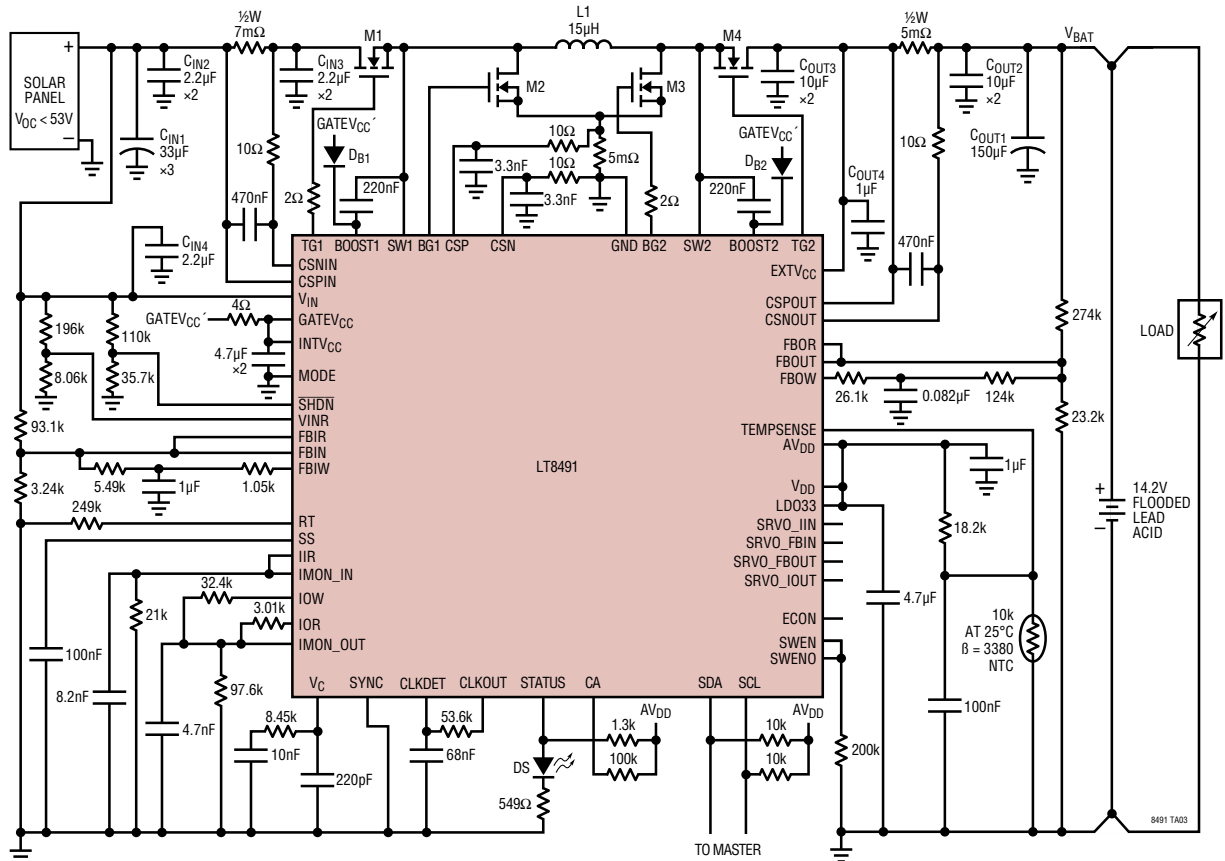 SOLAR
PANEL
VOC < 53V
+
−
CIN1
33µF
×3
CIN2
2.2µF
×2
½W
7mΩ
CIN3
2.2µF
×2
M1
L1
15µH
M2
M3
M4
COUT3
10µF
×2
½W
5mΩ
COUT2
10µF
×2
COUT1
150µF
VBAT
LOAD
10Ω
470nF
GATEVCC´
DB1
2Ω
220nF
3.3nF
10Ω
10Ω
3.3nF
5mΩ
2Ω
GATEVCC´
DB2
220nF
COUT4
1µF
10Ω
470nF
CIN4
2.2µF
TG1
BOOST1
SW1
BG1
CSP
CSN
GND
BG2
SW2
BOOST2
TG2
CSNIN
CSPIN
VIN
GATEVCC
INTVCC
MODE
SHDN
VINR
FBIR
FBIN
FBIW
RT
SS
IIR
IMON_IN
IOW
IOR
IMON_OUT
LT8491
EXTVCC
CSPOUT
CSNOUT
FBOR
FBOUT
FBOW
TEMPSENSE
AVDD
VDD
LDO33
SRVO_IIN
SRVO_FBIN
SRVO_FBOUT
SRVO_IOUT
ECON
SWEN
SWENO
VC
SYNC
CLKDET
CLKOUT
STATUS
CA
SDA
SCL
GATEVCC´
4Ω
4.7µF
×2
196k
8.06k
110k
35.7k
93.1k
3.24k
5.49k
1µF
1.05k
249k
32.4k
21k
3.01k
100nF
8.2nF
4.7nF
97.6k
8.45k
10nF
220pF
53.6k
68nF
DS
549Ω
1.3k
100k
AVDD
10k
10k
AVDD
TO MASTER
200k
4.7µF
26.1k
0.082µF
124k
274k
23.2k
1µF
18.2k
10k
AT 25°C
ß = 3380
NTC
100nF
+
−
14.2V
FLOODED
LEAD
ACID
8491 TA03